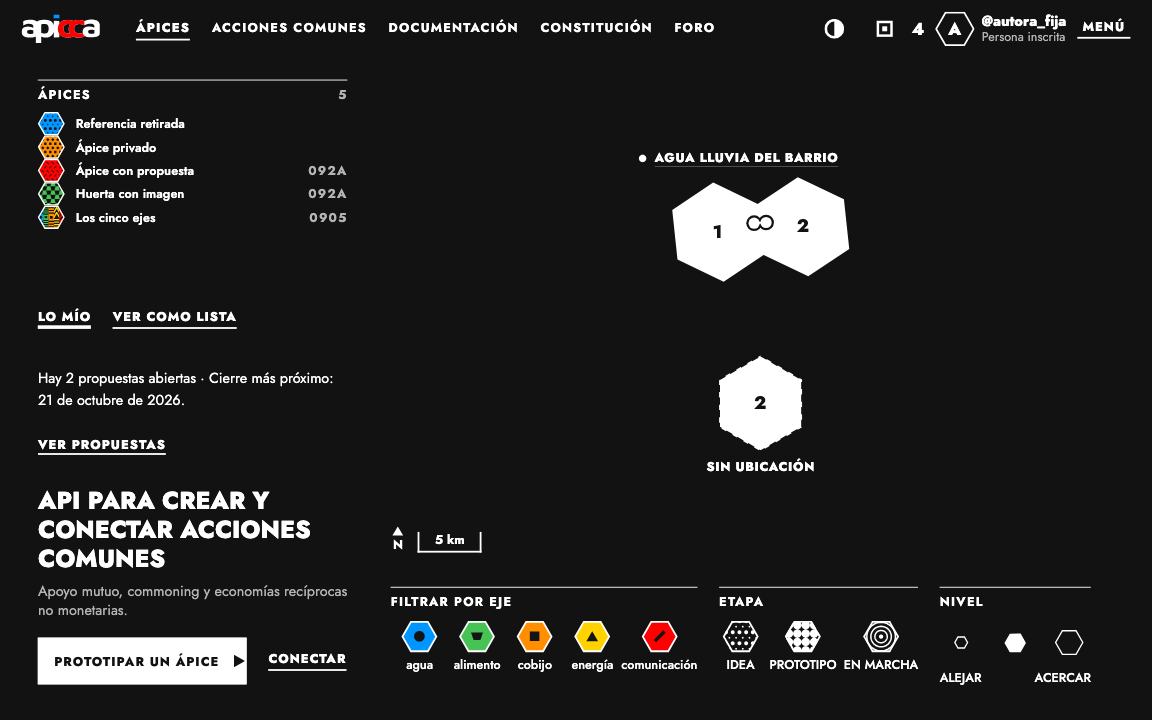 apicca
ÁPICES
ACCIONES COMUNES
DOCUMENTACIÓN
CONSTITUCIÓN
FORO
4
A
@autora_fija
Persona inscrita
MENÚ
ÁPICES 5
Referencia retirada
Ápice privado
Ápice con propuesta 092A
Huerta con imagen 092A
Los cinco ejes 0905
LO MÍO
VER COMO LISTA
Hay 2 propuestas abiertas · Cierre más próximo:
21 de octubre de 2026.
VER PROPUESTAS
API PARA CREAR Y
CONECTAR ACCIONES
COMUNES
Apoyo mutuo, commoning y economías recíprocas
no monetarias.
PROTOTIPAR UN ÁPICE
CONECTAR
AGUA LLUVIA DEL BARRIO
1
2
2
SIN UBICACIÓN
N
5 km
FILTRAR POR EJE
agua
alimento
cobijo
energía
comunicación
ETAPA
IDEA
PROTOTIPO
EN MARCHA
NIVEL
ALEJAR
ACERCAR